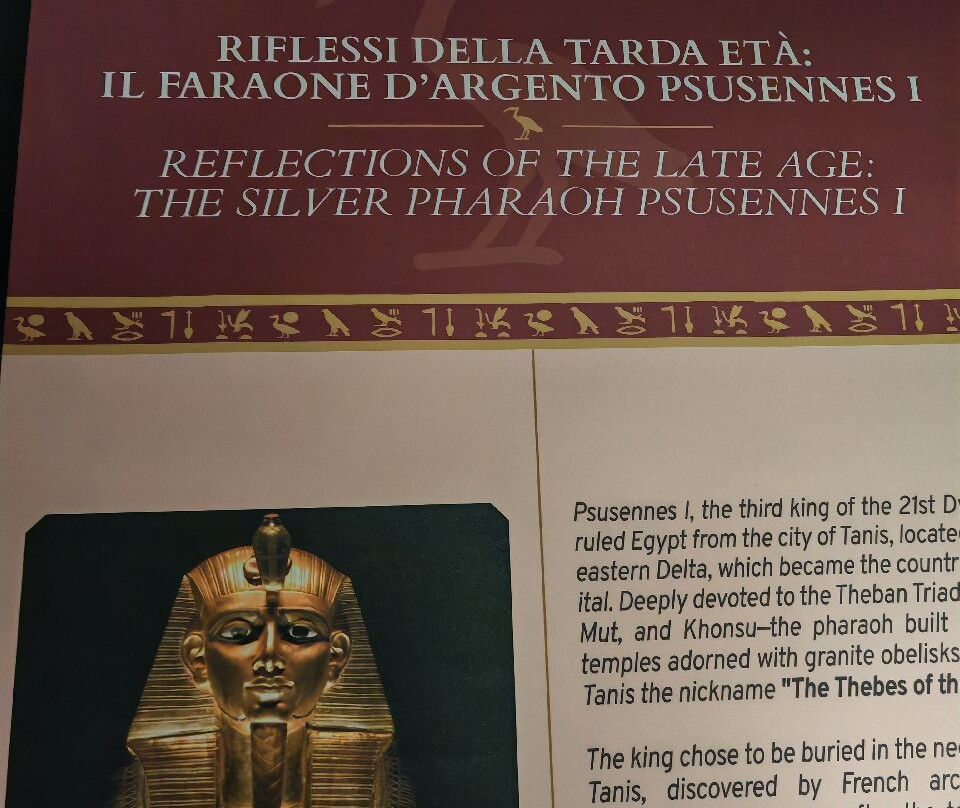 RIFLESSI DELLA TARDA ETÀ:
IL FARAONE D'ARGENTO PSUSENNES I
REFLECTIONS OF THE LATE AGE:
THE SILVER PHARAOH PSUSENNES I
Psusennes I, the third king of the 21st
ruled Egypt from the city of Tanis,
eastern Delta, which became the
ital. Deeply devoted to the Theban Triad
Mut, and Khonsu—the pharaoh built
temples adorned with granite obelisks
Tanis the nickname "The Thebes of
The king chose to be buried in the
Tanis, discovered by French